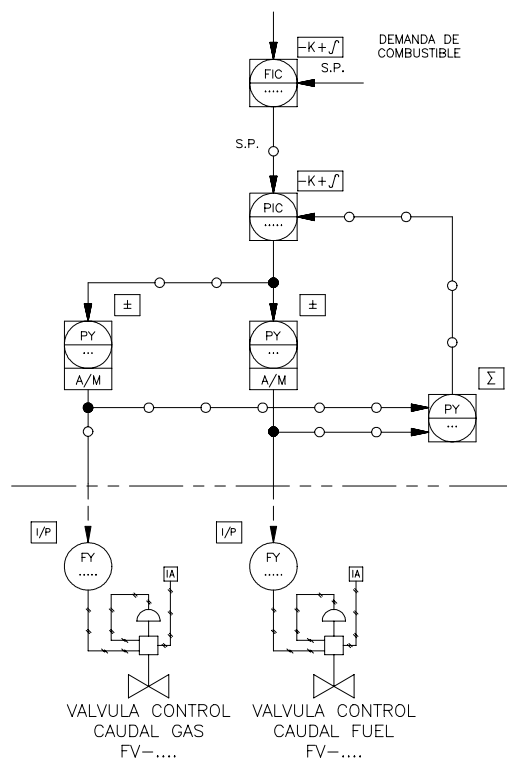 DEMANDA DE
COMBUSTIBLE
-K+∫
FIC
.....
S.P.
S.P.
-K+∫
PIC
.....
±
±
PY
...
A/M
PY
...
A/M
Σ
PY
...
I/P
I/P
FY
.....
FY
.....
IA
IA
VALVULA CONTROL
CAUDAL GAS
FV-....
VALVULA CONTROL
CAUDAL FUEL
FV-....